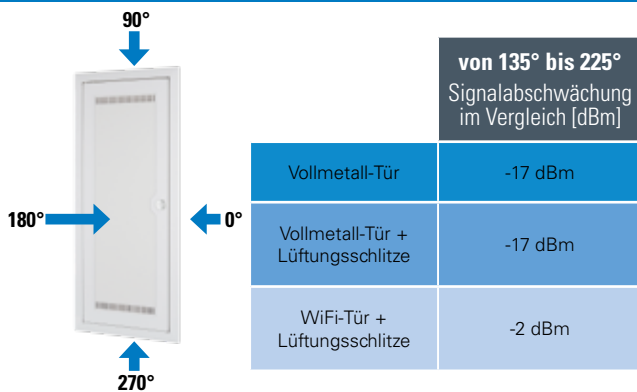 90°
180°
0°
270°
von 135° bis 225°
Signalabschwächung
im Vergleich [dBm]
Vollmetall-Tür
-17 dBm
Vollmetall-Tür +
Lüftungsschlitze
-17 dBm
WiFi-Tür +
Lüftungsschlitze
-2 dBm